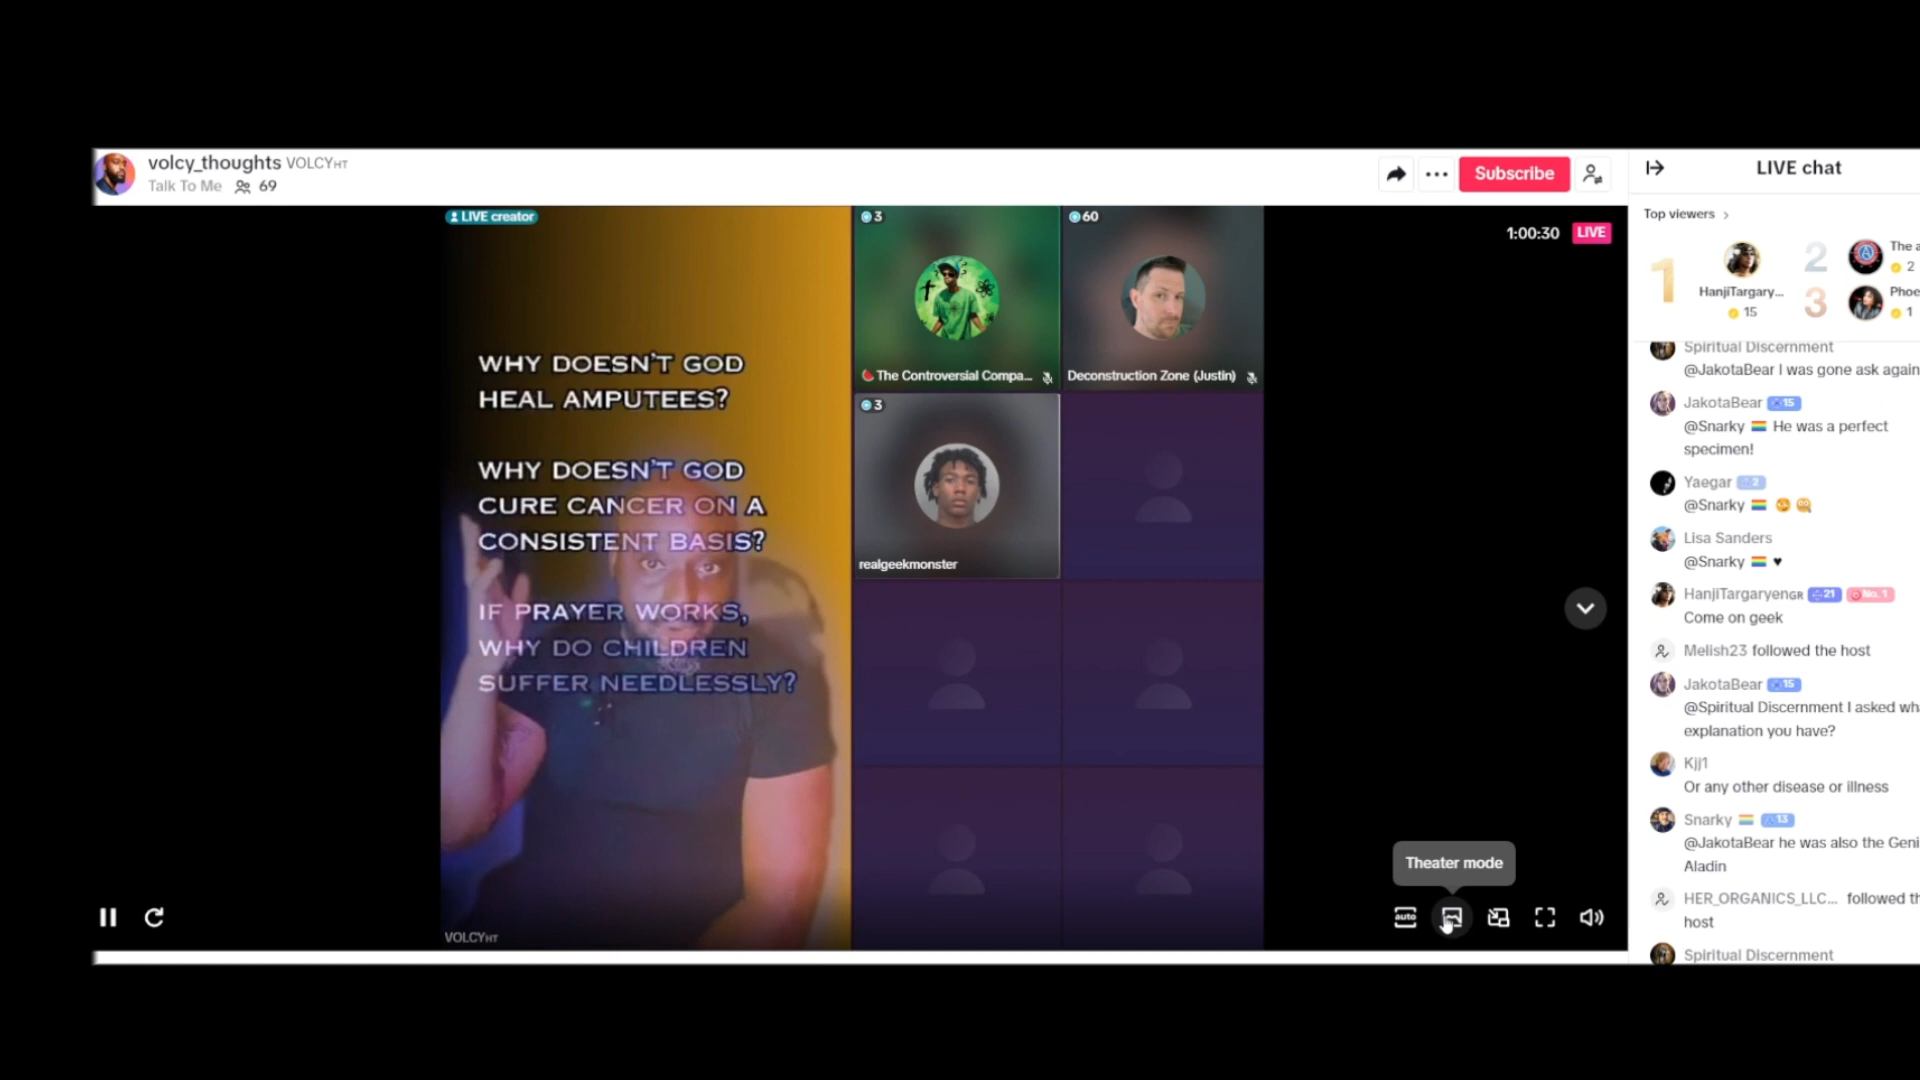 volcy_thoughts VOLCYHT
Talk To Me 69
Subscribe
LIVE creator
WHY DOESN'T GOD
HEAL AMPUTEES?
WHY DOESN'T GOD
CURE CANCER ON A
CONSISTENT BASIS?
IF PRAYER WORKS,
WHY DO CHILDREN
SUFFER NEEDLESSLY?
VOLCYHT
3
The Controversial Compa...
60
Deconstruction Zone (Justin)
3
realgeekmonster
1:00:30 LIVE
Theater mode
auto
LIVE chat
Top viewers
1
HanjiTargary...
15
2
The a
2
3
Phoe
1
Spiritual Discernment
@JakotaBear I was gone ask again
JakotaBear 15
@Snarky 🏳️‍🌈 He was a perfect
specimen!
Yaegar 2
@Snarky
Lisa Sanders
@Snarky ♥
HanjiTargaryenGR 21 No. 1
Come on geek
Melish23 followed the host
JakotaBear 15
@Spiritual Discernment I asked wh
explanation you have?
Kjj1
Or any other disease or illness
Snarky 13
@JakotaBear he was also the Geni
Aladin
HER_ORGANICS_LLC... followed th
host
Spiritual Discernment